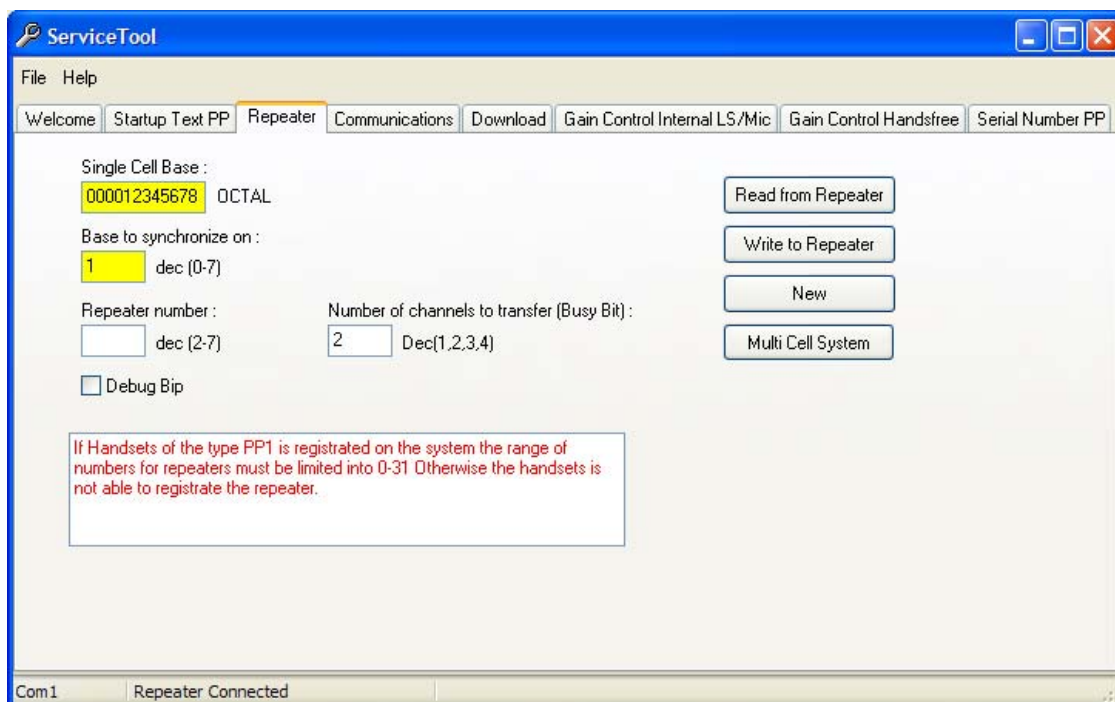 ServiceTool
File Help
Welcome Startup Text PP Repeater Communications Download Gain Control Internal LS/Mic Gain Control Handsfree Serial Number PP
Single Cell Base :
000012345678 OCTAL
Read from Repeater
Base to synchronize on :
Write to Repeater
1 dec (0-7)
New
Repeater number : Number of channels to transfer (Busy Bit) :
dec (2-7) 2 Dec(1,2,3,4)
Multi Cell System
Debug Bip
If Handsets of the type PP1 is registrated on the system the range of
numbers for repeaters must be limited into 0-31 Otherwise the handsets is
not able to registrate the repeater.
Com1 Repeater Connected